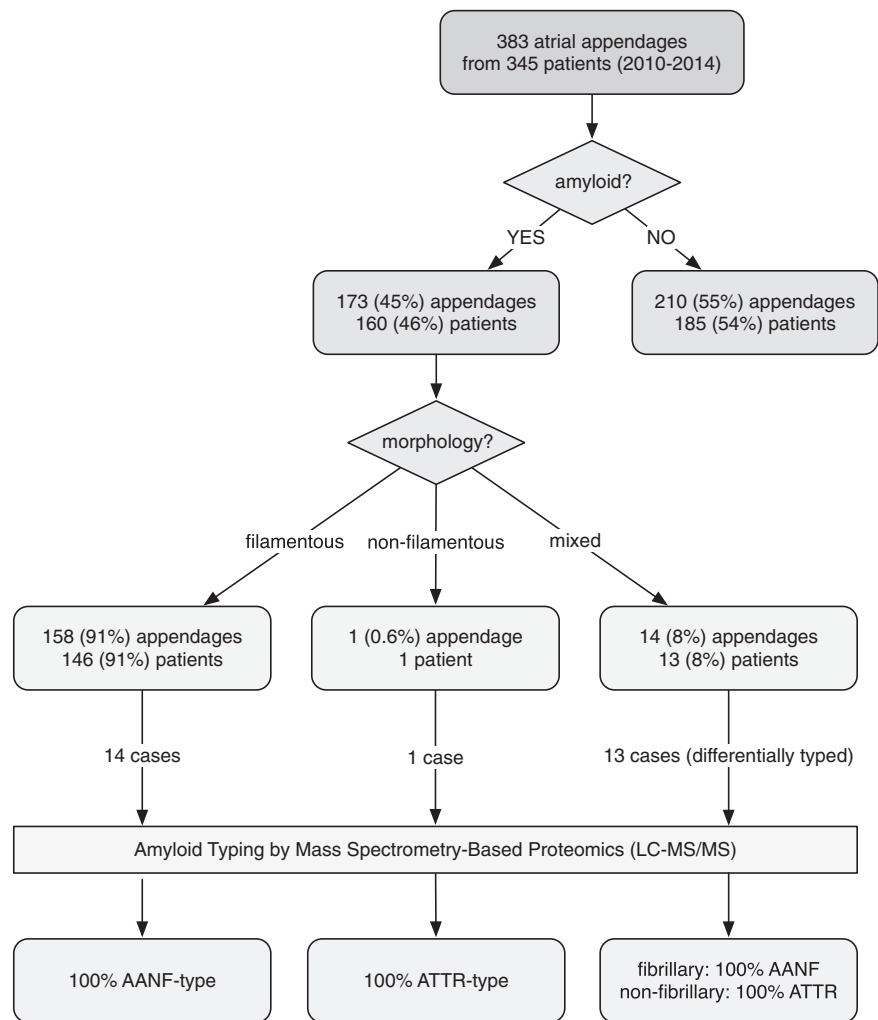 383 atrial appendages
from 345 patients (2010-2014)
amyloid?
YES
NO
173 (45%) appendages
160 (46%) patients
210 (55%) appendages
185 (54%) patients
morphology?
filamentous
non-filamentous
mixed
158 (91%) appendages
146 (91%) patients
1 (0.6%) appendage
1 patient
14 (8%) appendages
13 (8%) patients
14 cases
1 case
13 cases (differentially typed)
Amyloid Typing by Mass Spectrometry-Based Proteomics (LC-MS/MS)
100% AANF-type
100% ATTR-type
fibrillary: 100% AANF
non-fibrillary: 100% ATTR